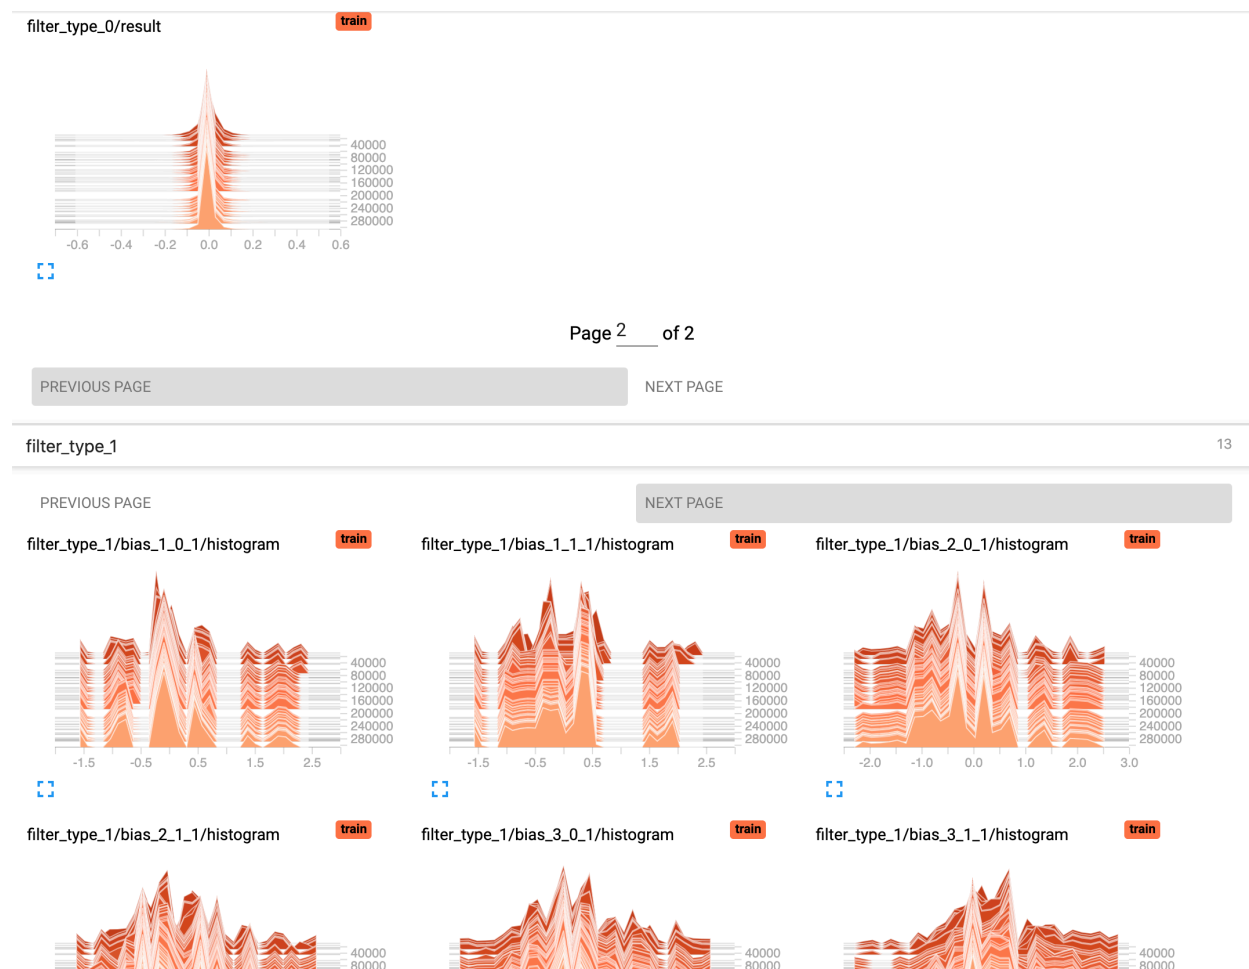 filter_type_0/result train
40000
80000
120000
160000
200000
240000
280000
-0.6 -0.4 -0.2 0.0 0.2 0.4 0.6
Page 2 of 2
PREVIOUS PAGE NEXT PAGE
filter_type_1 13
PREVIOUS PAGE NEXT PAGE
filter_type_1/bias_1_0_1/histogram train filter_type_1/bias_1_1_1/histogram train filter_type_1/bias_2_0_1/histogram train
40000 40000 40000
80000 80000 80000
120000 120000 120000
160000 160000 160000
200000 200000 200000
240000 240000 240000
280000 280000 280000
-1.5 -0.5 0.5 1.5 2.5 -1.5 -0.5 0.5 1.5 2.5 -2.0 -1.0 0.0 1.0 2.0 3.0
filter_type_1/bias_2_1_1/histogram train filter_type_1/bias_3_0_1/histogram train filter_type_1/bias_3_1_1/histogram train
40000 40000 40000
80000 80000 80000